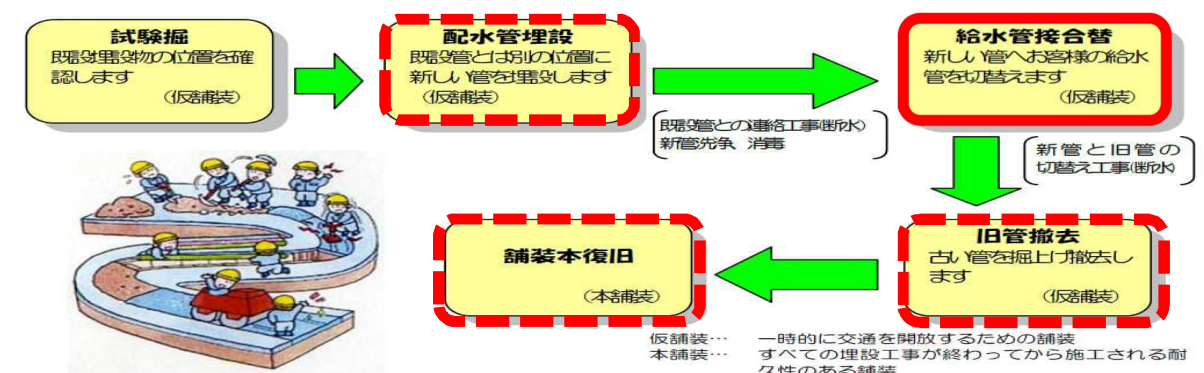 試験掘
既設埋設物の位置を確
認します
(仮舗装)
配水管埋設
既設管とは別の位置に
新しい管を埋設します
(仮舗装)
既設管との連絡工事(断水)
新管洗浄、消毒
給水管接合替
新しい管へお客様の給水
管を切替えます
(仮舗装)
新管と旧管の
切替え工事(断水)
旧管撤去
古い管を掘上げ撤去し
ます
(仮舗装)
舗装本復旧
(本舗装)
仮舗装… 一時的に交通を開放するための舗装
本舗装… すべての埋設工事が終わってから施工される耐
久性のある舗装